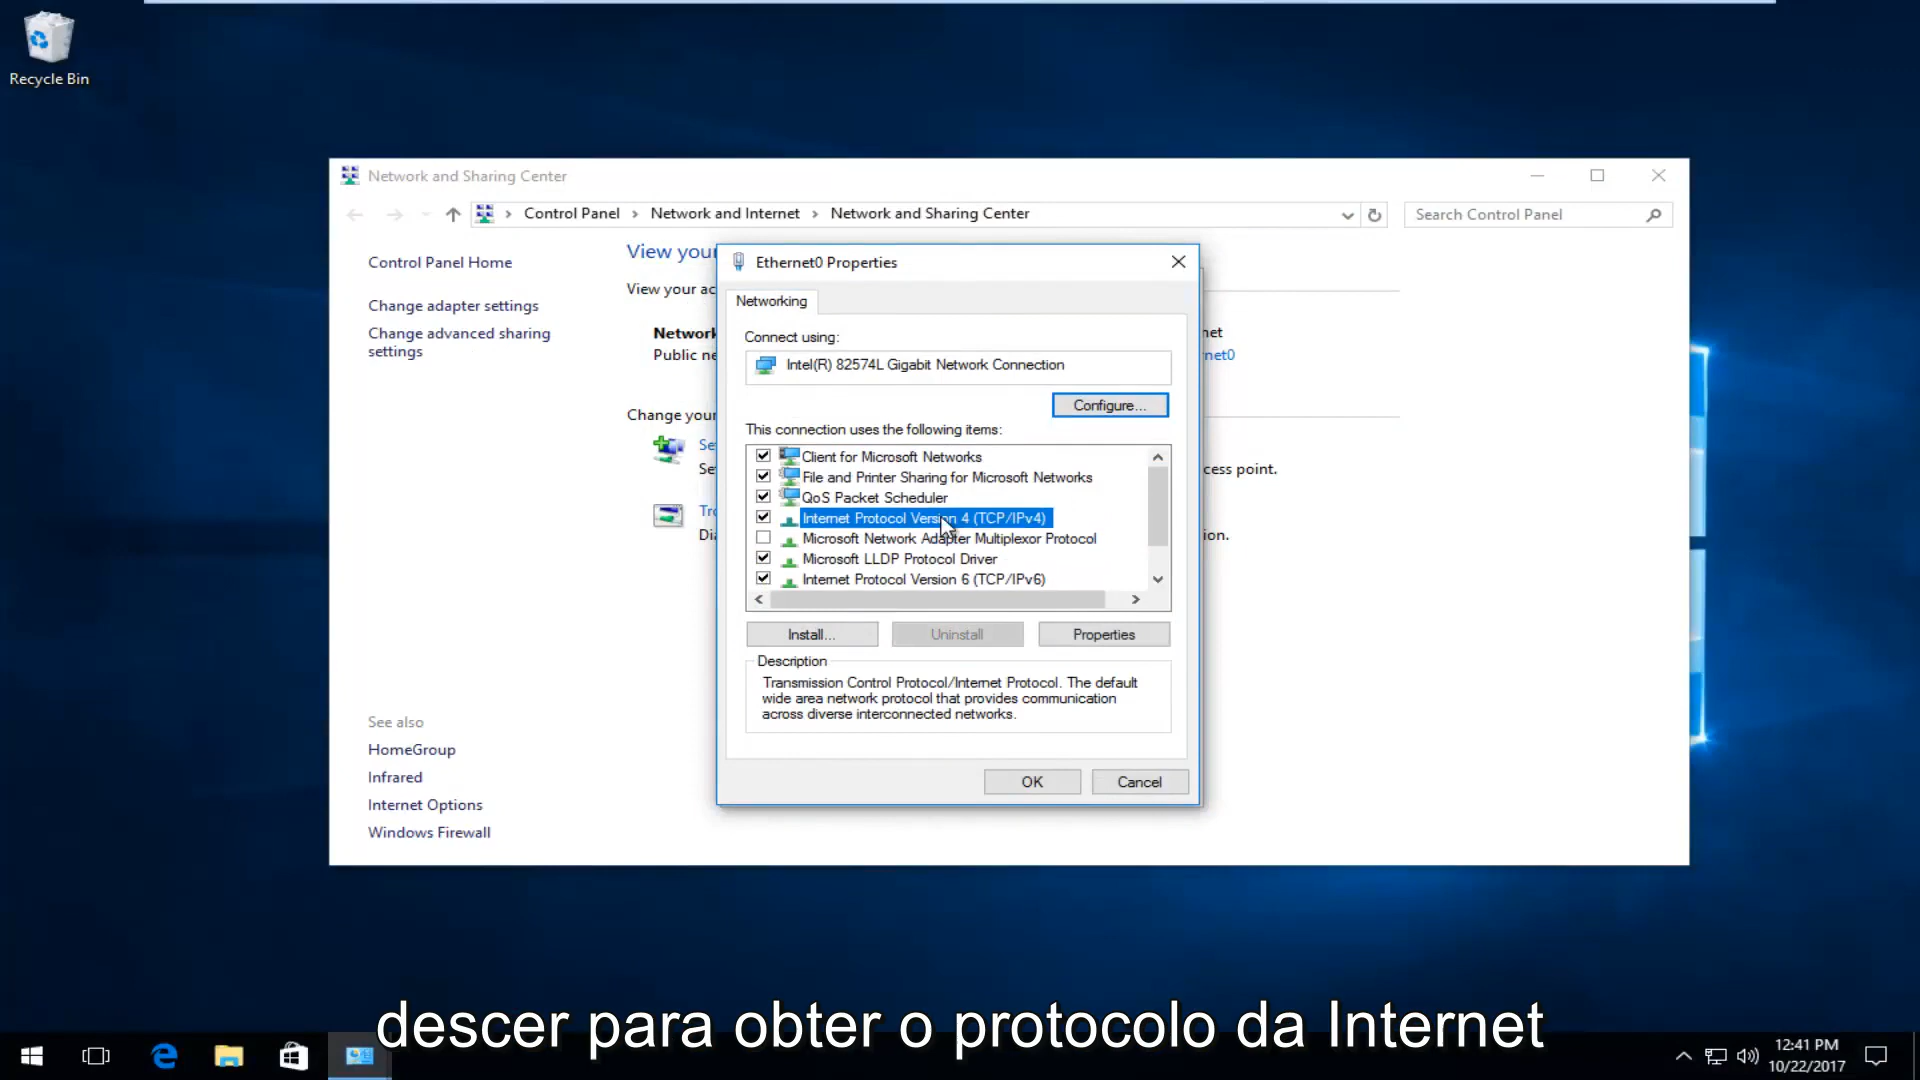 Recycle Bin
Network and Sharing Center
Control Panel > Network and Internet > Network and Sharing Center
Search Control Panel
Control Panel Home
Change adapter settings
Change advanced sharing
settings
See also
HomeGroup
Infrared
Internet Options
Windows Firewall
View your
View your ac
Network
Public ne
net
net0
Change your
Se
Se
cess point.
Tro
Dia
ion.
Ethernet0 Properties
Networking
Connect using:
Intel(R) 82574L Gigabit Network Connection
Configure...
This connection uses the following items:
Client for Microsoft Networks
File and Printer Sharing for Microsoft Networks
QoS Packet Scheduler
Internet Protocol Version 4 (TCP/IPv4)
Microsoft Network Adapter Multiplexor Protocol
Microsoft LLDP Protocol Driver
Internet Protocol Version 6 (TCP/IPv6)
Install...
Uninstall
Properties
Description
Transmission Control Protocol/Internet Protocol. The default
wide area network protocol that provides communication
across diverse interconnected networks.
OK
Cancel
descer para obter o protocolo da Internet
12:41 PM
10/22/2017